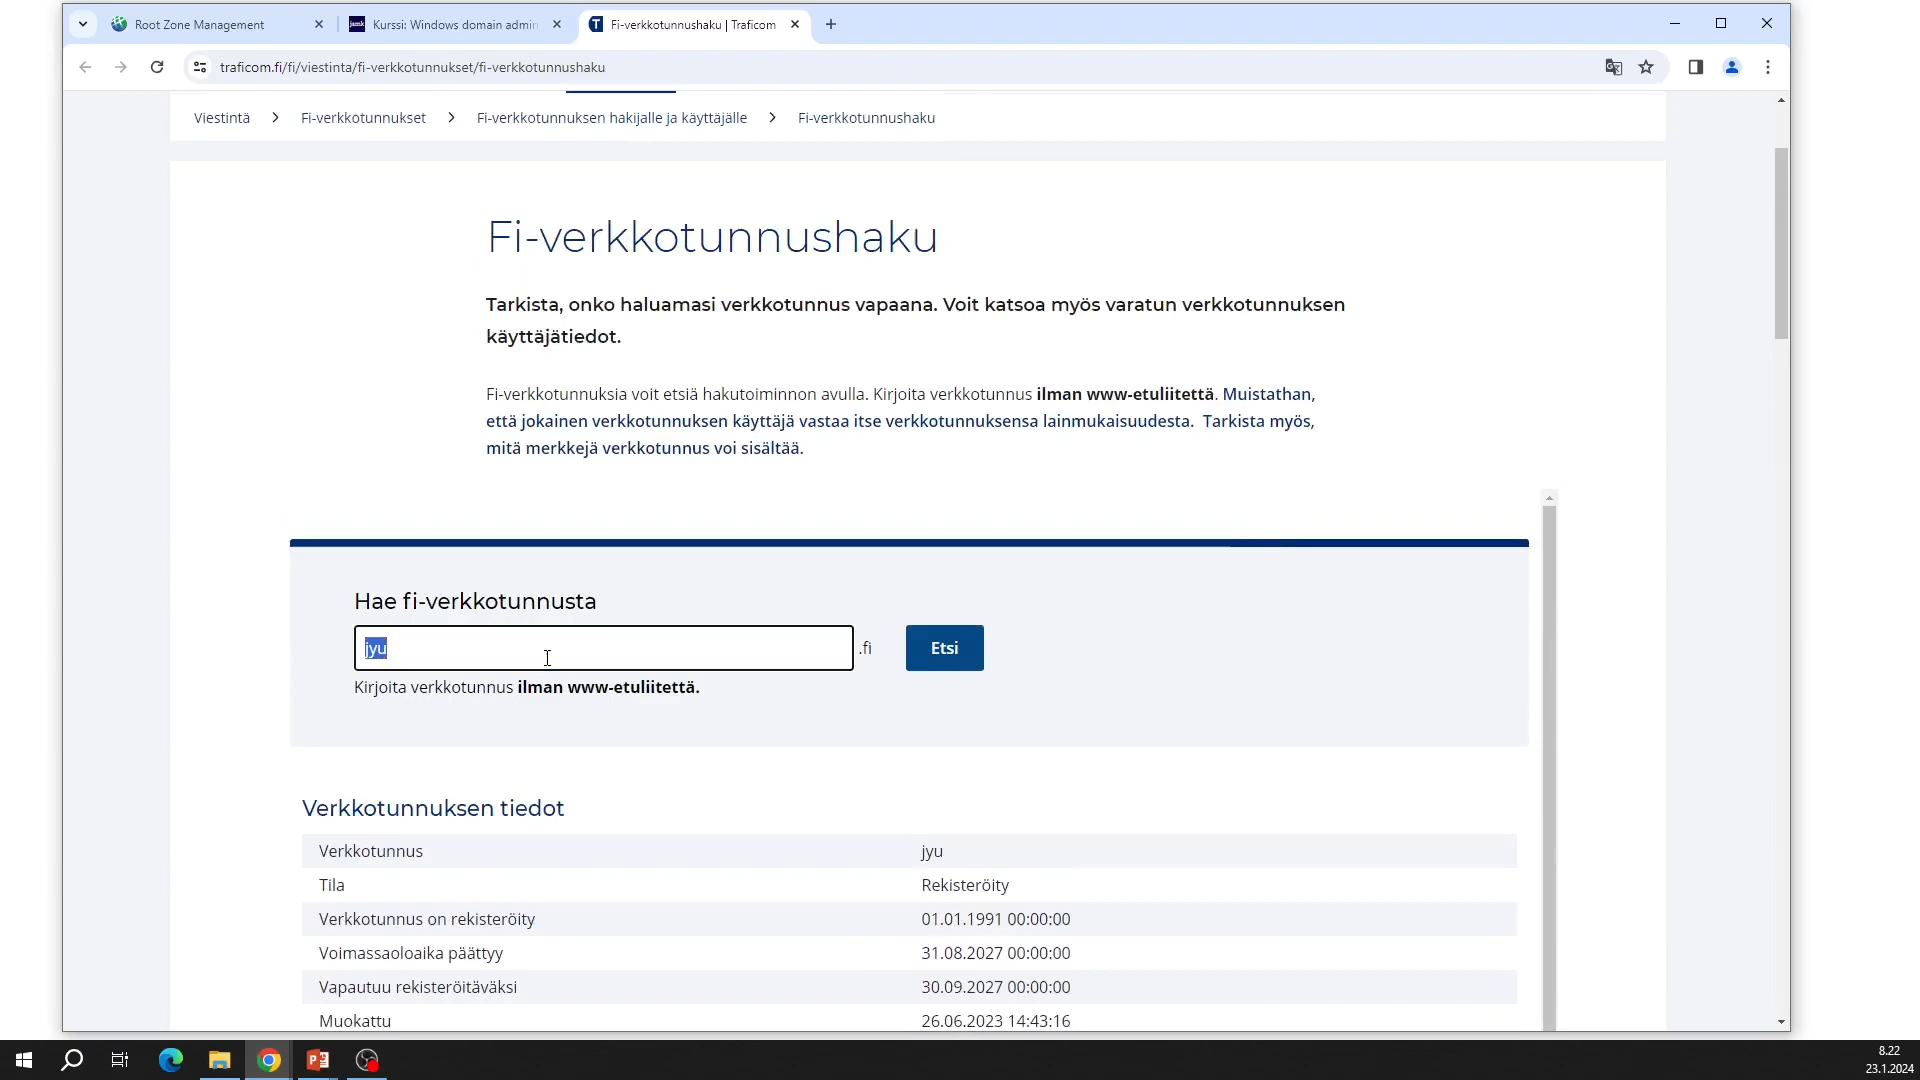 Root Zone Management
Kurssi: Windows domain admin
Fi-verkkotunnushaku | Traficom
traficom.fi/fi/viestinta/fi-verkkotunnukset/fi-verkkotunnushaku
Viestintä > Fi-verkkotunnukset > Fi-verkkotunnuksen hakijalle ja käyttäjälle > Fi-verkkotunnushaku
Fi-verkkotunnushaku
Tarkista, onko haluamasi verkkotunnus vapaana. Voit katsoa myös varatun verkkotunnuksen
käyttäjätiedot.
Fi-verkkotunnuksia voit etsiä hakutoiminnon avulla. Kirjoita verkkotunnus ilman www-etuliitettä. Muistathan,
että jokainen verkkotunnuksen käyttäjä vastaa itse verkkotunnuksensa lainmukaisuudesta. Tarkista myös,
mitä merkkejä verkkotunnus voi sisältää.
Hae fi-verkkotunnusta
jyu .fi Etsi
Kirjoita verkkotunnus ilman www-etuliitettä.
Verkkotunnuksen tiedot
Verkkotunnus jyu
Tila Rekisteröity
Verkkotunnus on rekisteröity 01.01.1991 00:00:00
Voimassaoloaika päättyy 31.08.2027 00:00:00
Vapautuu rekisteröitäväksi 30.09.2027 00:00:00
Muokattu 26.06.2023 14:43:16
8.22
23.1.2024